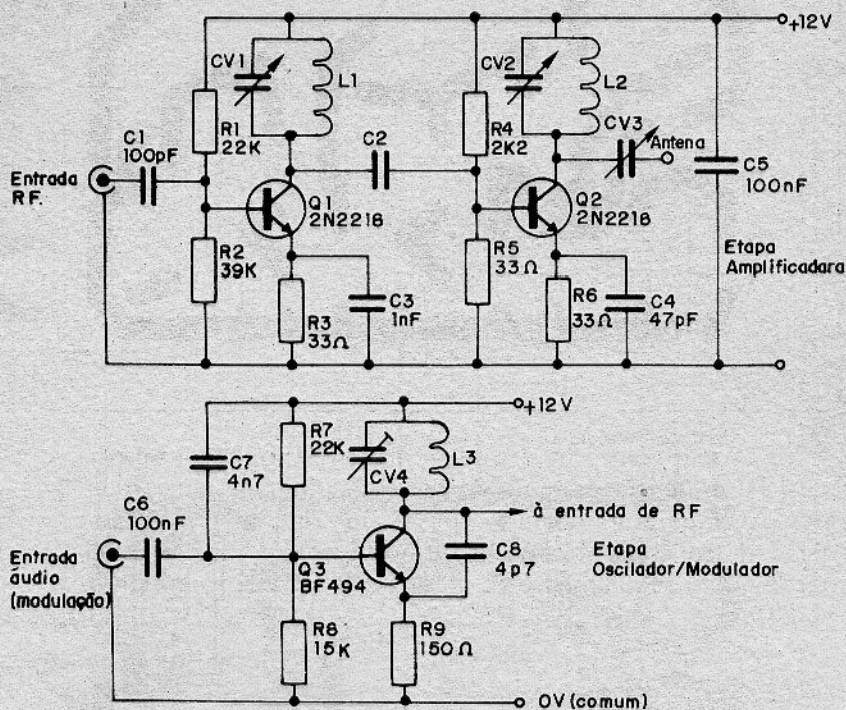 +12V
CV1
L1
CV2
L2
CV3
Antena
C1
100pF
R1
22K
C2
R4
2K2
C5
100nF
Entrada
R.F.
Q1
2N2218
Q2
2N2218
R2
39K
R5
33Ω
Etapa
Amplificadara
R3
33Ω
C3
1nF
R6
33Ω
C4
47pF
+12V
R7
22K
C7
4n7
CV4
L3
C6
100nF
à entrada de RF
Entrada
áudio
(modulação)
Q3
BF494
C8
4p7
Etapa
Oscilador/Modulador
R8
15K
R9
150Ω
0V(comum)